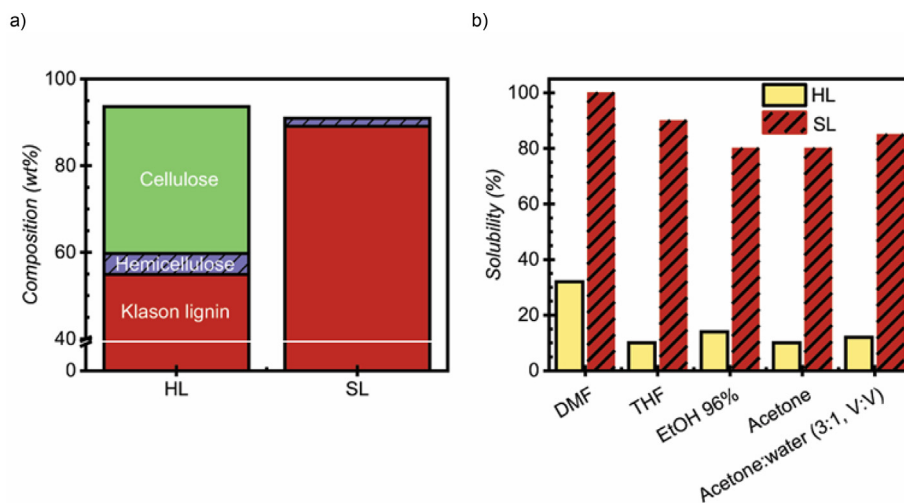 a)
b)
Composition (wt%)
100
80
60
40
0
Cellulose
Hemicellulose
Klason lignin
HL
SL
Solubility (%)
100
80
60
40
20
0
HL
SL
DMF
THF
EtOH 96%
Acetone
Acetone:water (3:1, V:V)